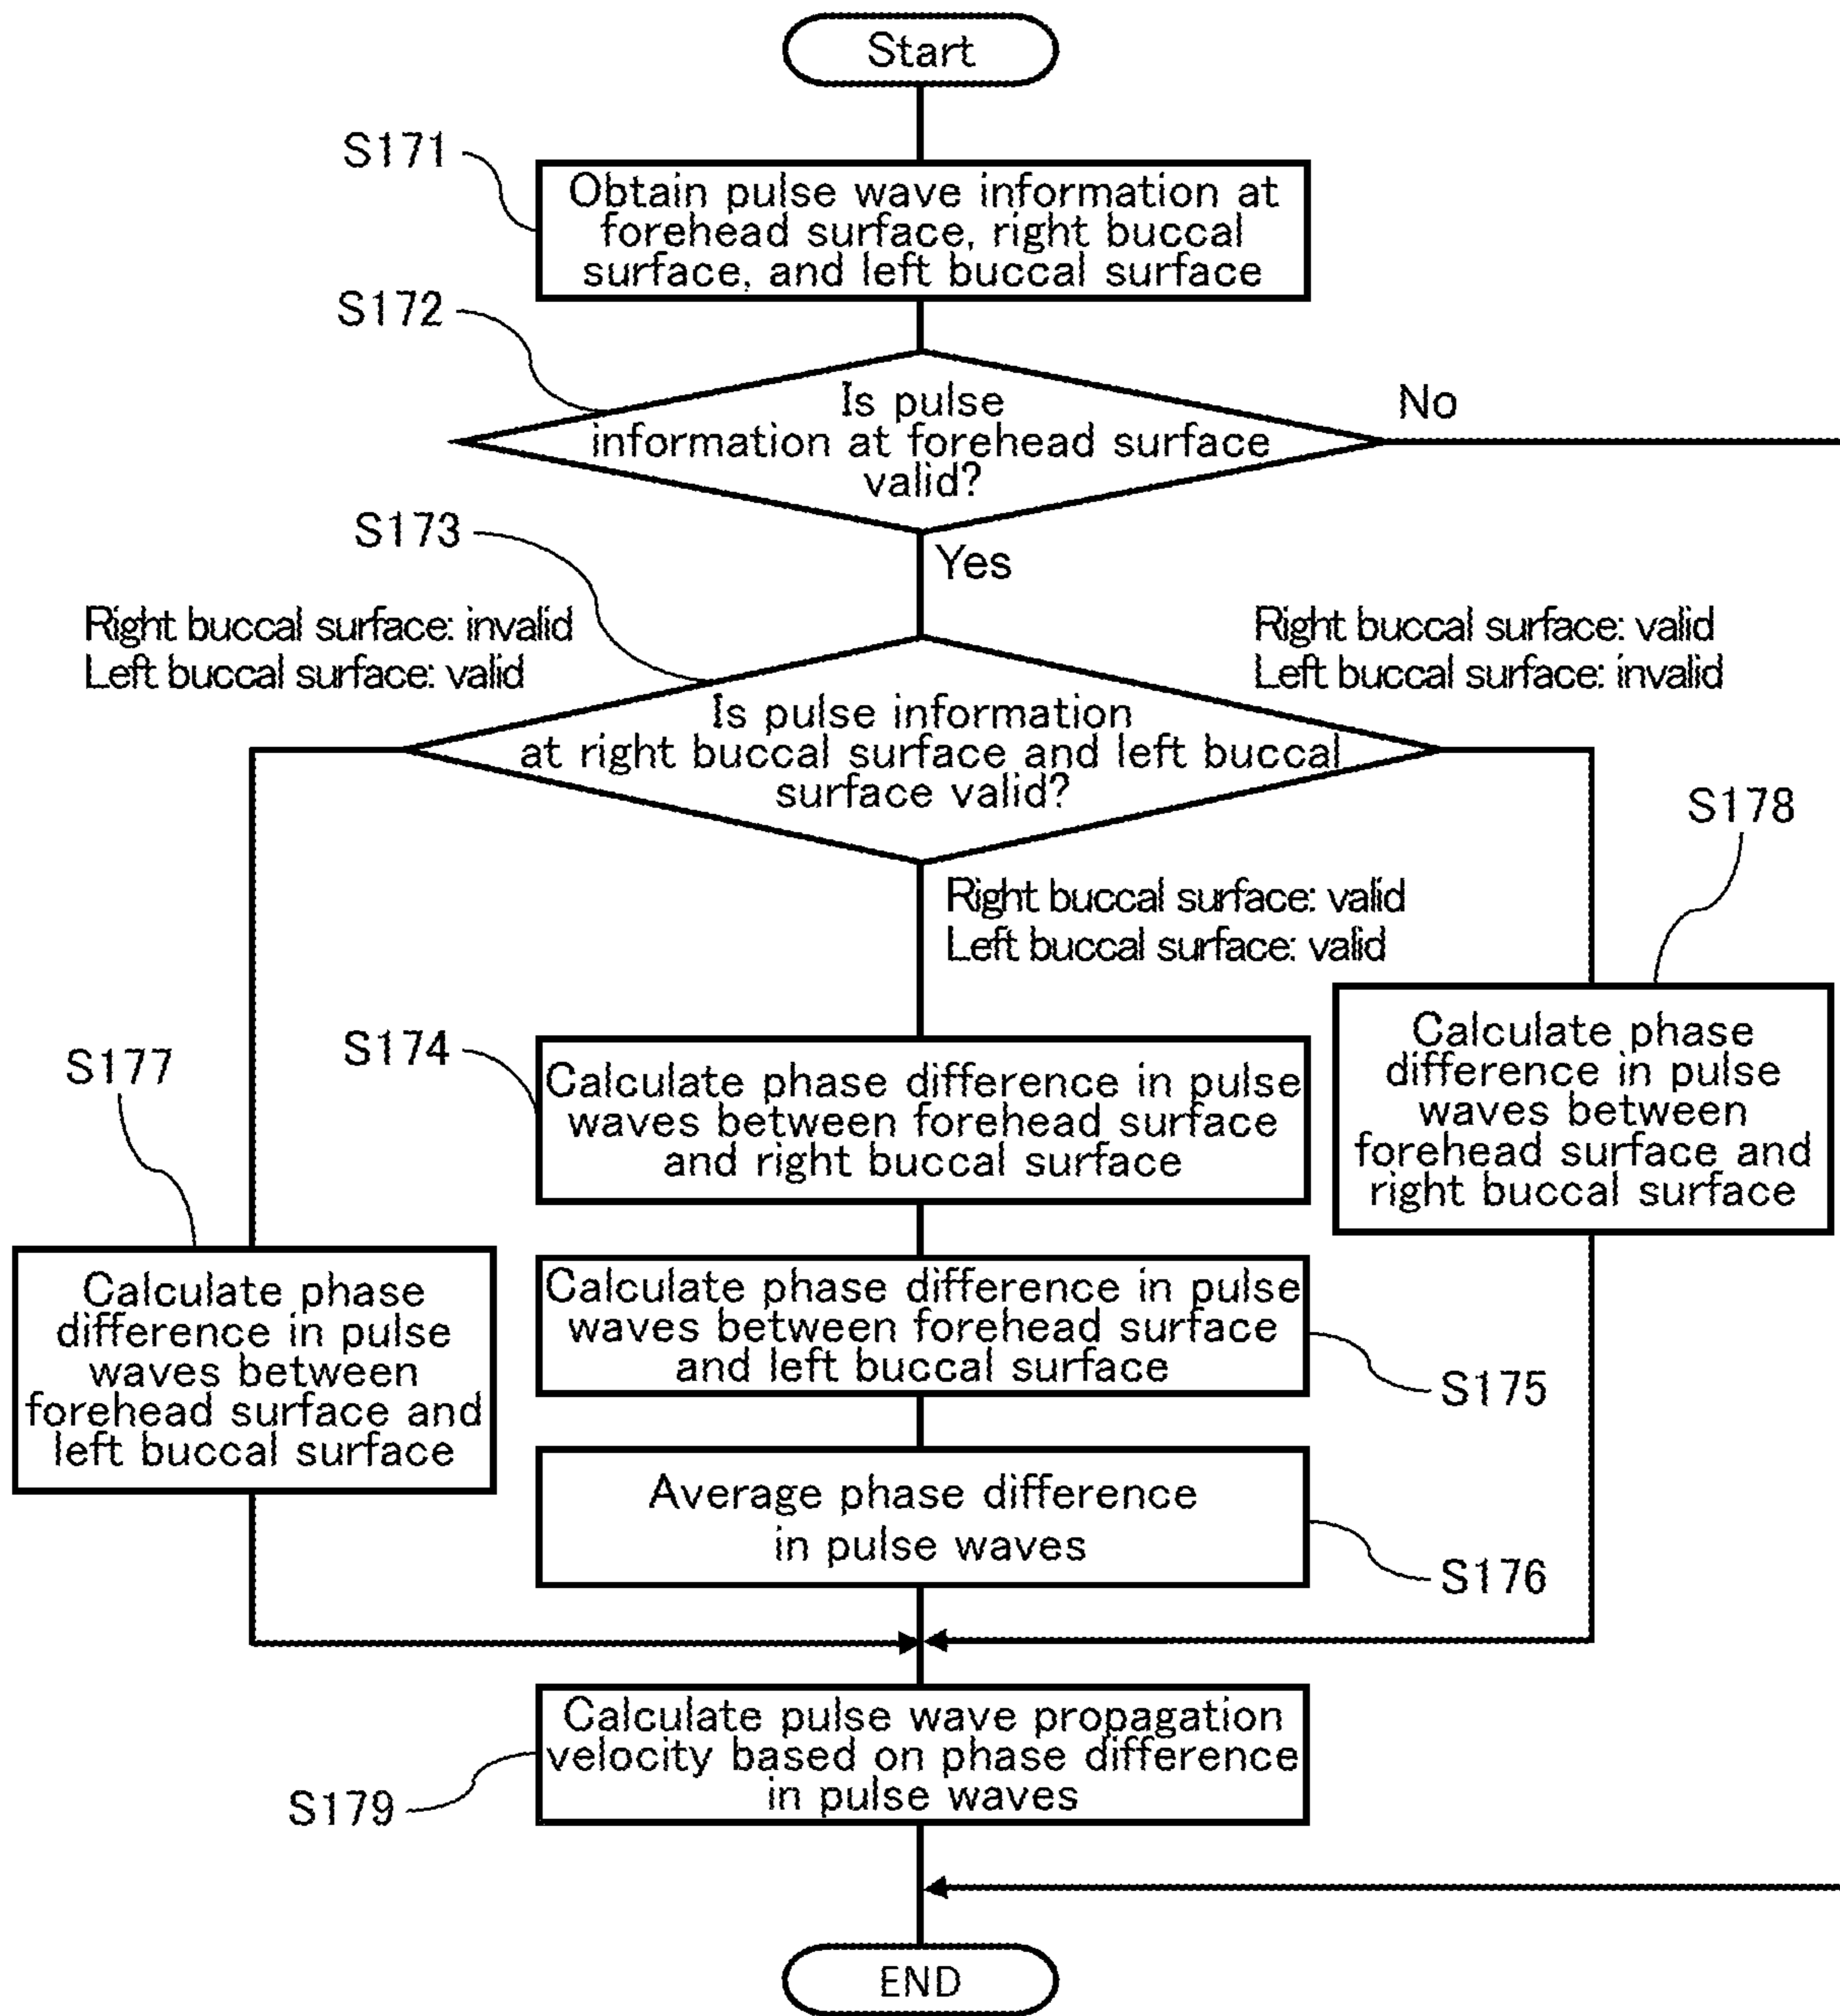 Start
S171
Obtain pulse wave information at
forehead surface, right buccal
surface, and left buccal surface
S172
Is pulse
information at forehead surface
valid?
No
Yes
S173
Right buccal surface: invalid
Left buccal surface: valid
Right buccal surface: valid
Left buccal surface: invalid
Is pulse information
at right buccal surface and left buccal
surface valid?
S178
Right buccal surface: valid
Left buccal surface: valid
Calculate phase
difference in pulse
waves between
forehead surface and
right buccal surface
S174
Calculate phase difference in pulse
waves between forehead surface
and right buccal surface
S177
Calculate phase
difference in pulse
waves between
forehead surface and
left buccal surface
Calculate phase difference in pulse
waves between forehead surface
and left buccal surface
S175
Average phase difference
in pulse waves
S176
Calculate pulse wave propagation
velocity based on phase difference
in pulse waves
S179
END